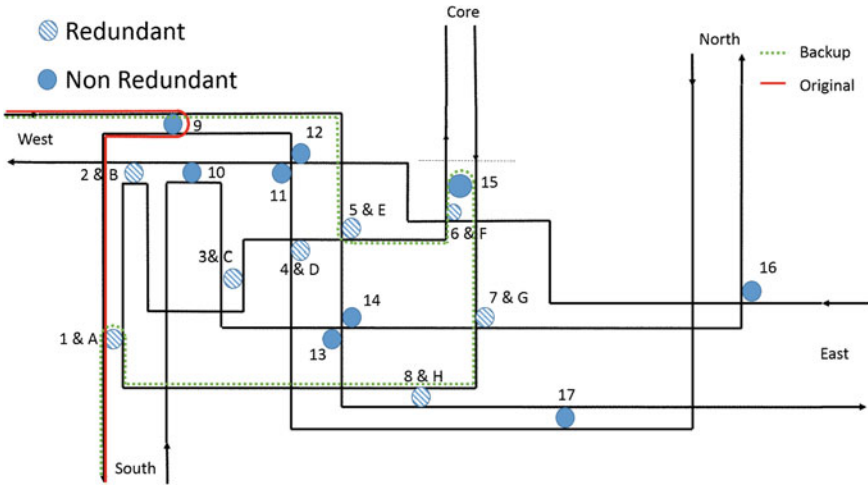 Redundant
Non Redundant
Core
North
Backup
Original
West
9
12
2 & B
10
11
15
5 & E
6 & F
3& C
4 & D
16
14
7 & G
1 & A
13
East
8 & H
17
South